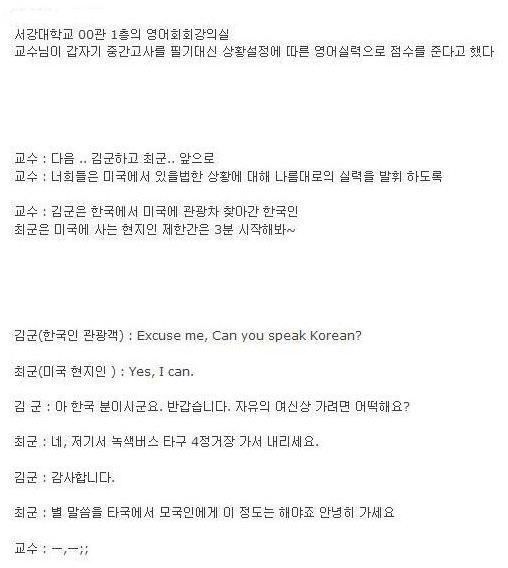 서강대학교 00관 1층의 영어회화강의실
교수님이 갑자기 중간고사를 필기대신 상황설정에 따른 영어실력으로 점수를 준다고 했다
교수 : 다음 .. 김군하고 최군.. 앞으로
교수 : 너희들은 미국에서 있을법한 상황에 대해 나름대로의 실력을 발휘 하도록
교수 : 김군은 한국에서 미국에 관광차 찾아간 한국인
최군은 미국에 사는 현지인 제한간은 3분 시작해봐~
김군(한국인 관광객) : Excuse me, Can you speak Korean?
최군(미국 현지인 ) : Yes, I can.
김 군 : 아 한국 분이시군요. 반갑습니다. 자유의 여신상 가려면 어떡해요?
최군 : 네, 저기서 녹색버스 타구 4정거장 가서 내리세요.
김군 : 감사합니다.
최군 : 별 말씀을 타국에서 모국인에게 이 정도는 해야죠 안녕히 가세요
교수 : ㅡ,ㅡ;;